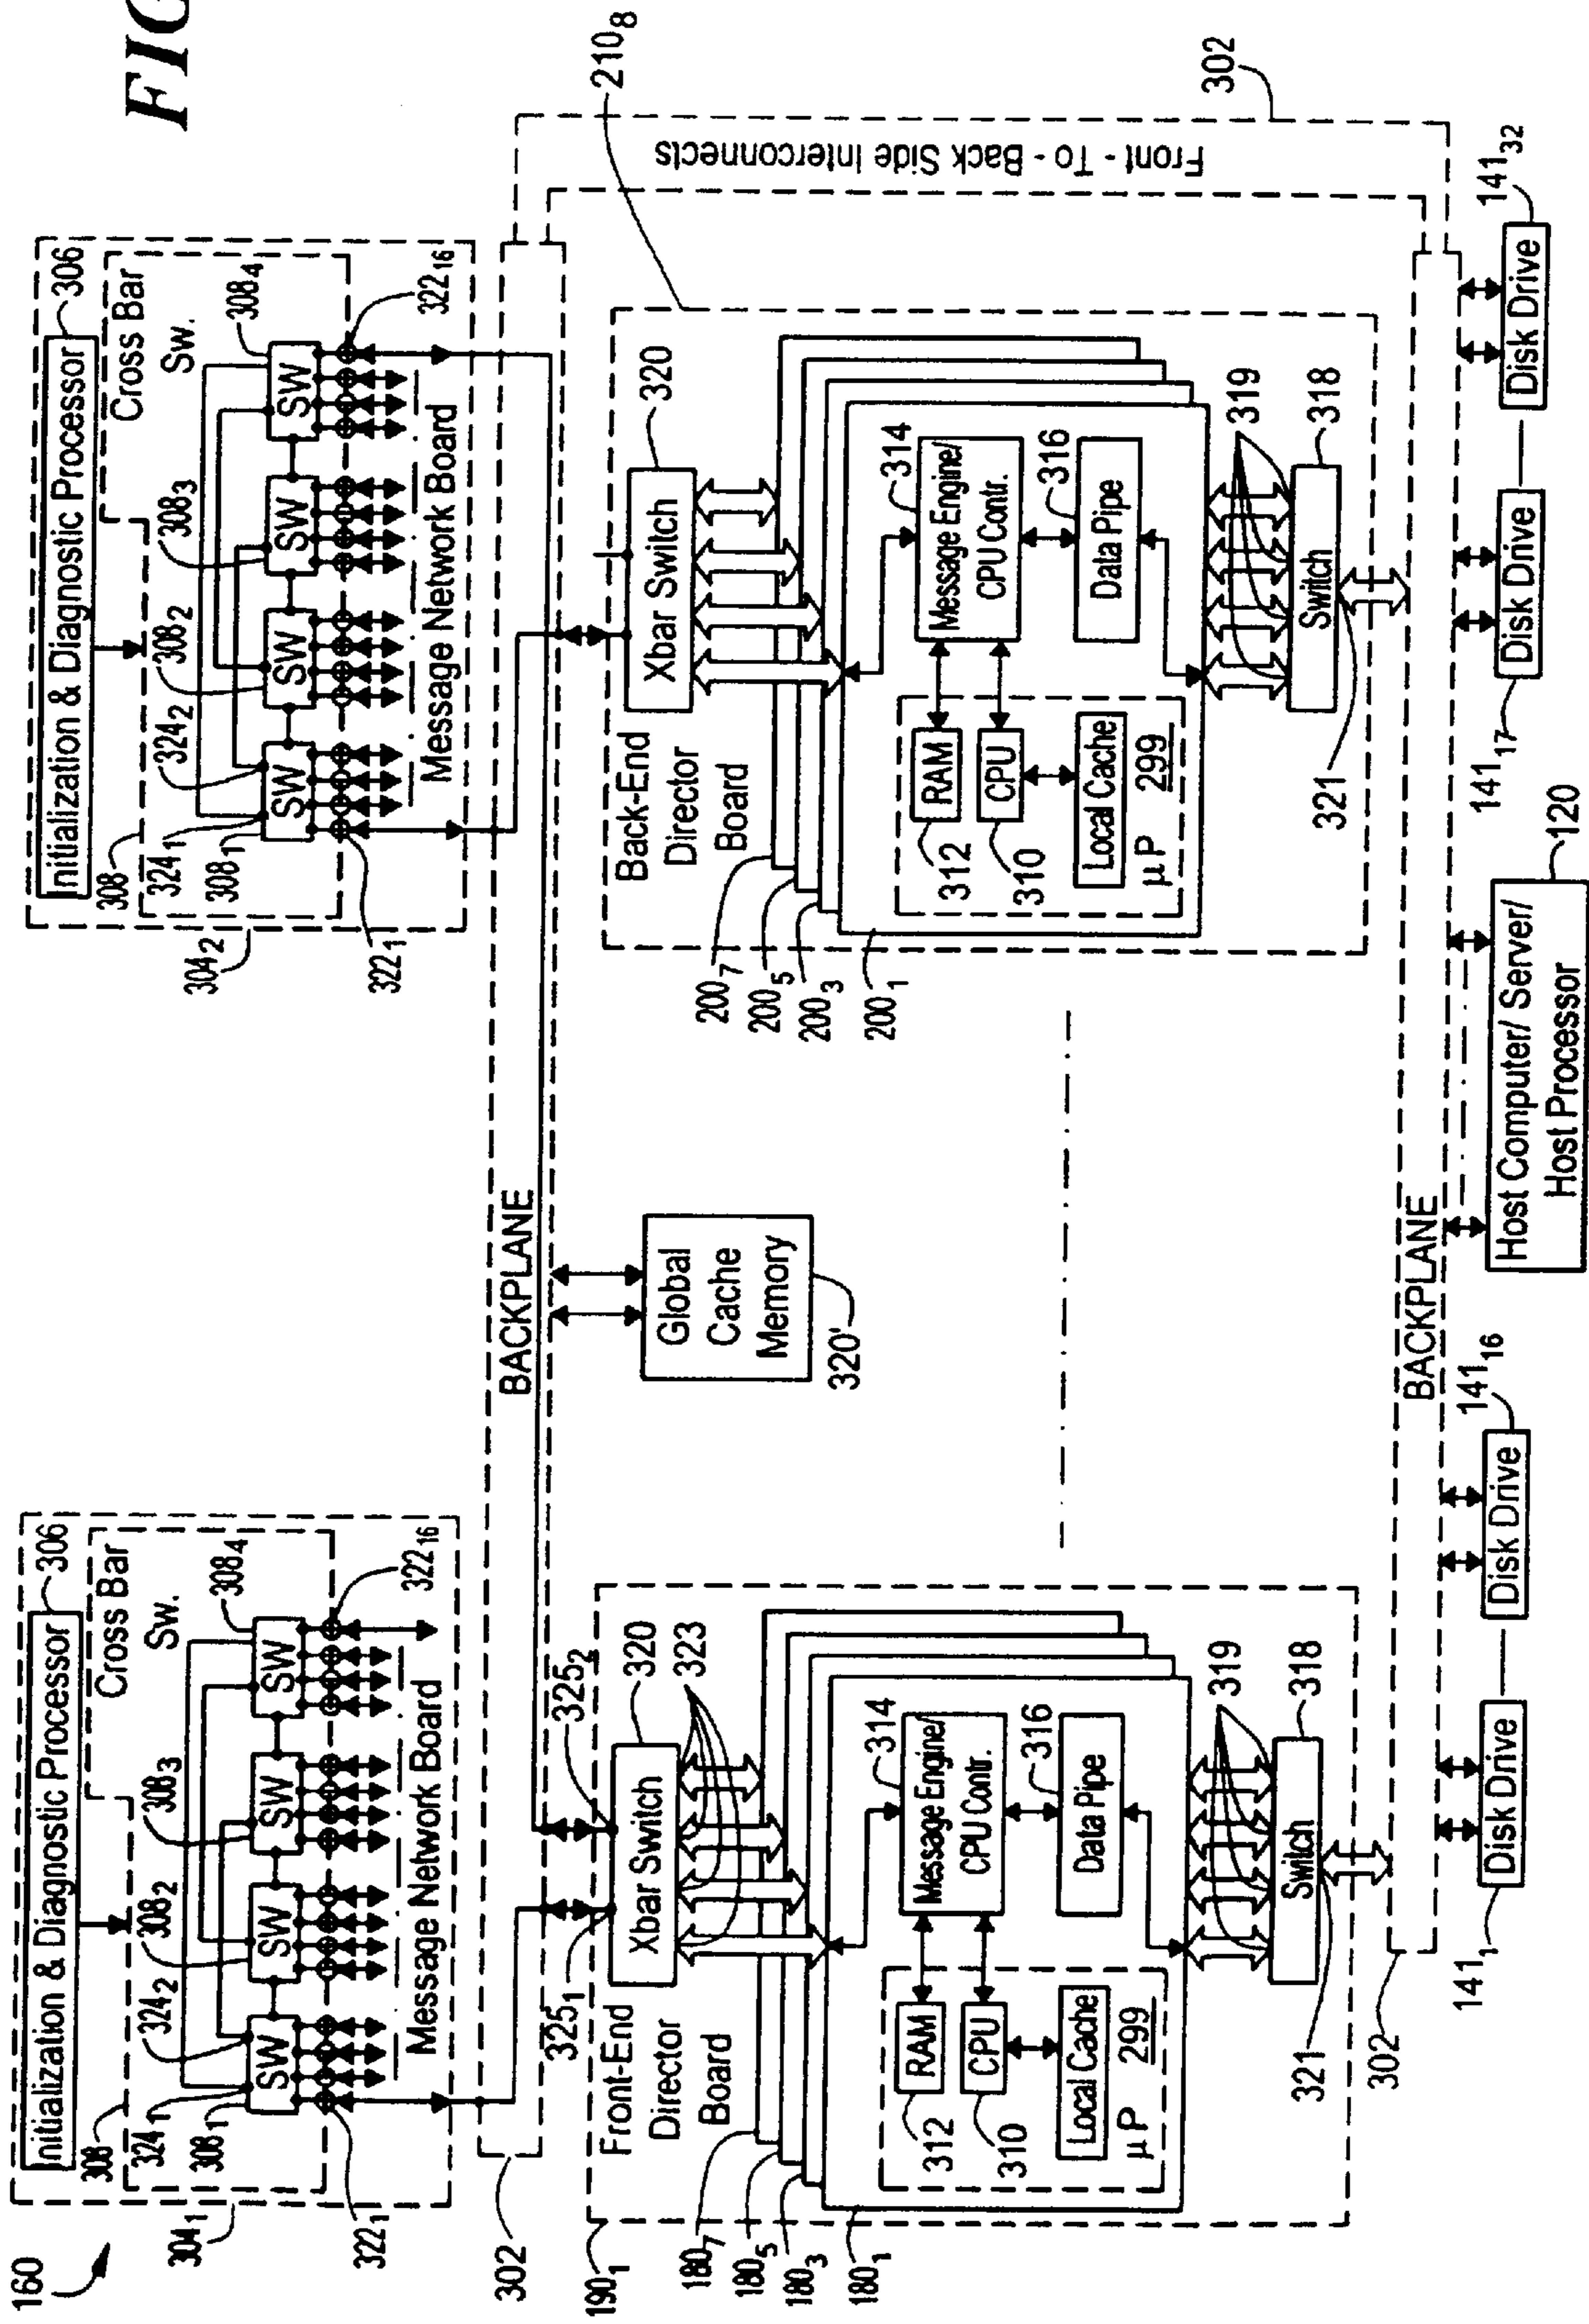 FIG
160
304₁
Initialization & Diagnostic Processor
306
308
Cross Bar
Sw.
324₁
324₂
308₁
308₂
308₃
308₄
SW
SW
SW
SW
322₁
322₁₆
Message Network Board
304₂
Initialization & Diagnostic Processor
306
308
Cross Bar
Sw.
324₁
324₂
308₁
308₂
308₃
308₄
SW
SW
SW
SW
322₁
322₁₆
Message Network Board
302
BACKPLANE
210₈
Front - To - Back Side Interconnects
302
Global
Cache
Memory
320'
190₁
325₁
325₂
Front-End
Director
Board
Xbar Switch
320
323
180₇
180₅
180₃
180₁
RAM
312
CPU
310
Local Cache
µP
299
Message Engine/
CPU Contr.
314
Data Pipe
316
319
Switch
318
321
Back-End
Director
Board
Xbar Switch
320
200₇
200₅
200₃
200₁
RAM
312
CPU
310
Local Cache
µP
299
Message Engine/
CPU Contr.
314
Data Pipe
316
319
Switch
318
321
302
BACKPLANE
Disk Drive
141₁
Disk Drive
141₁₆
Host Computer/ Server/
Host Processor
120
Disk Drive
141₁₇
Disk Drive
141₃₂